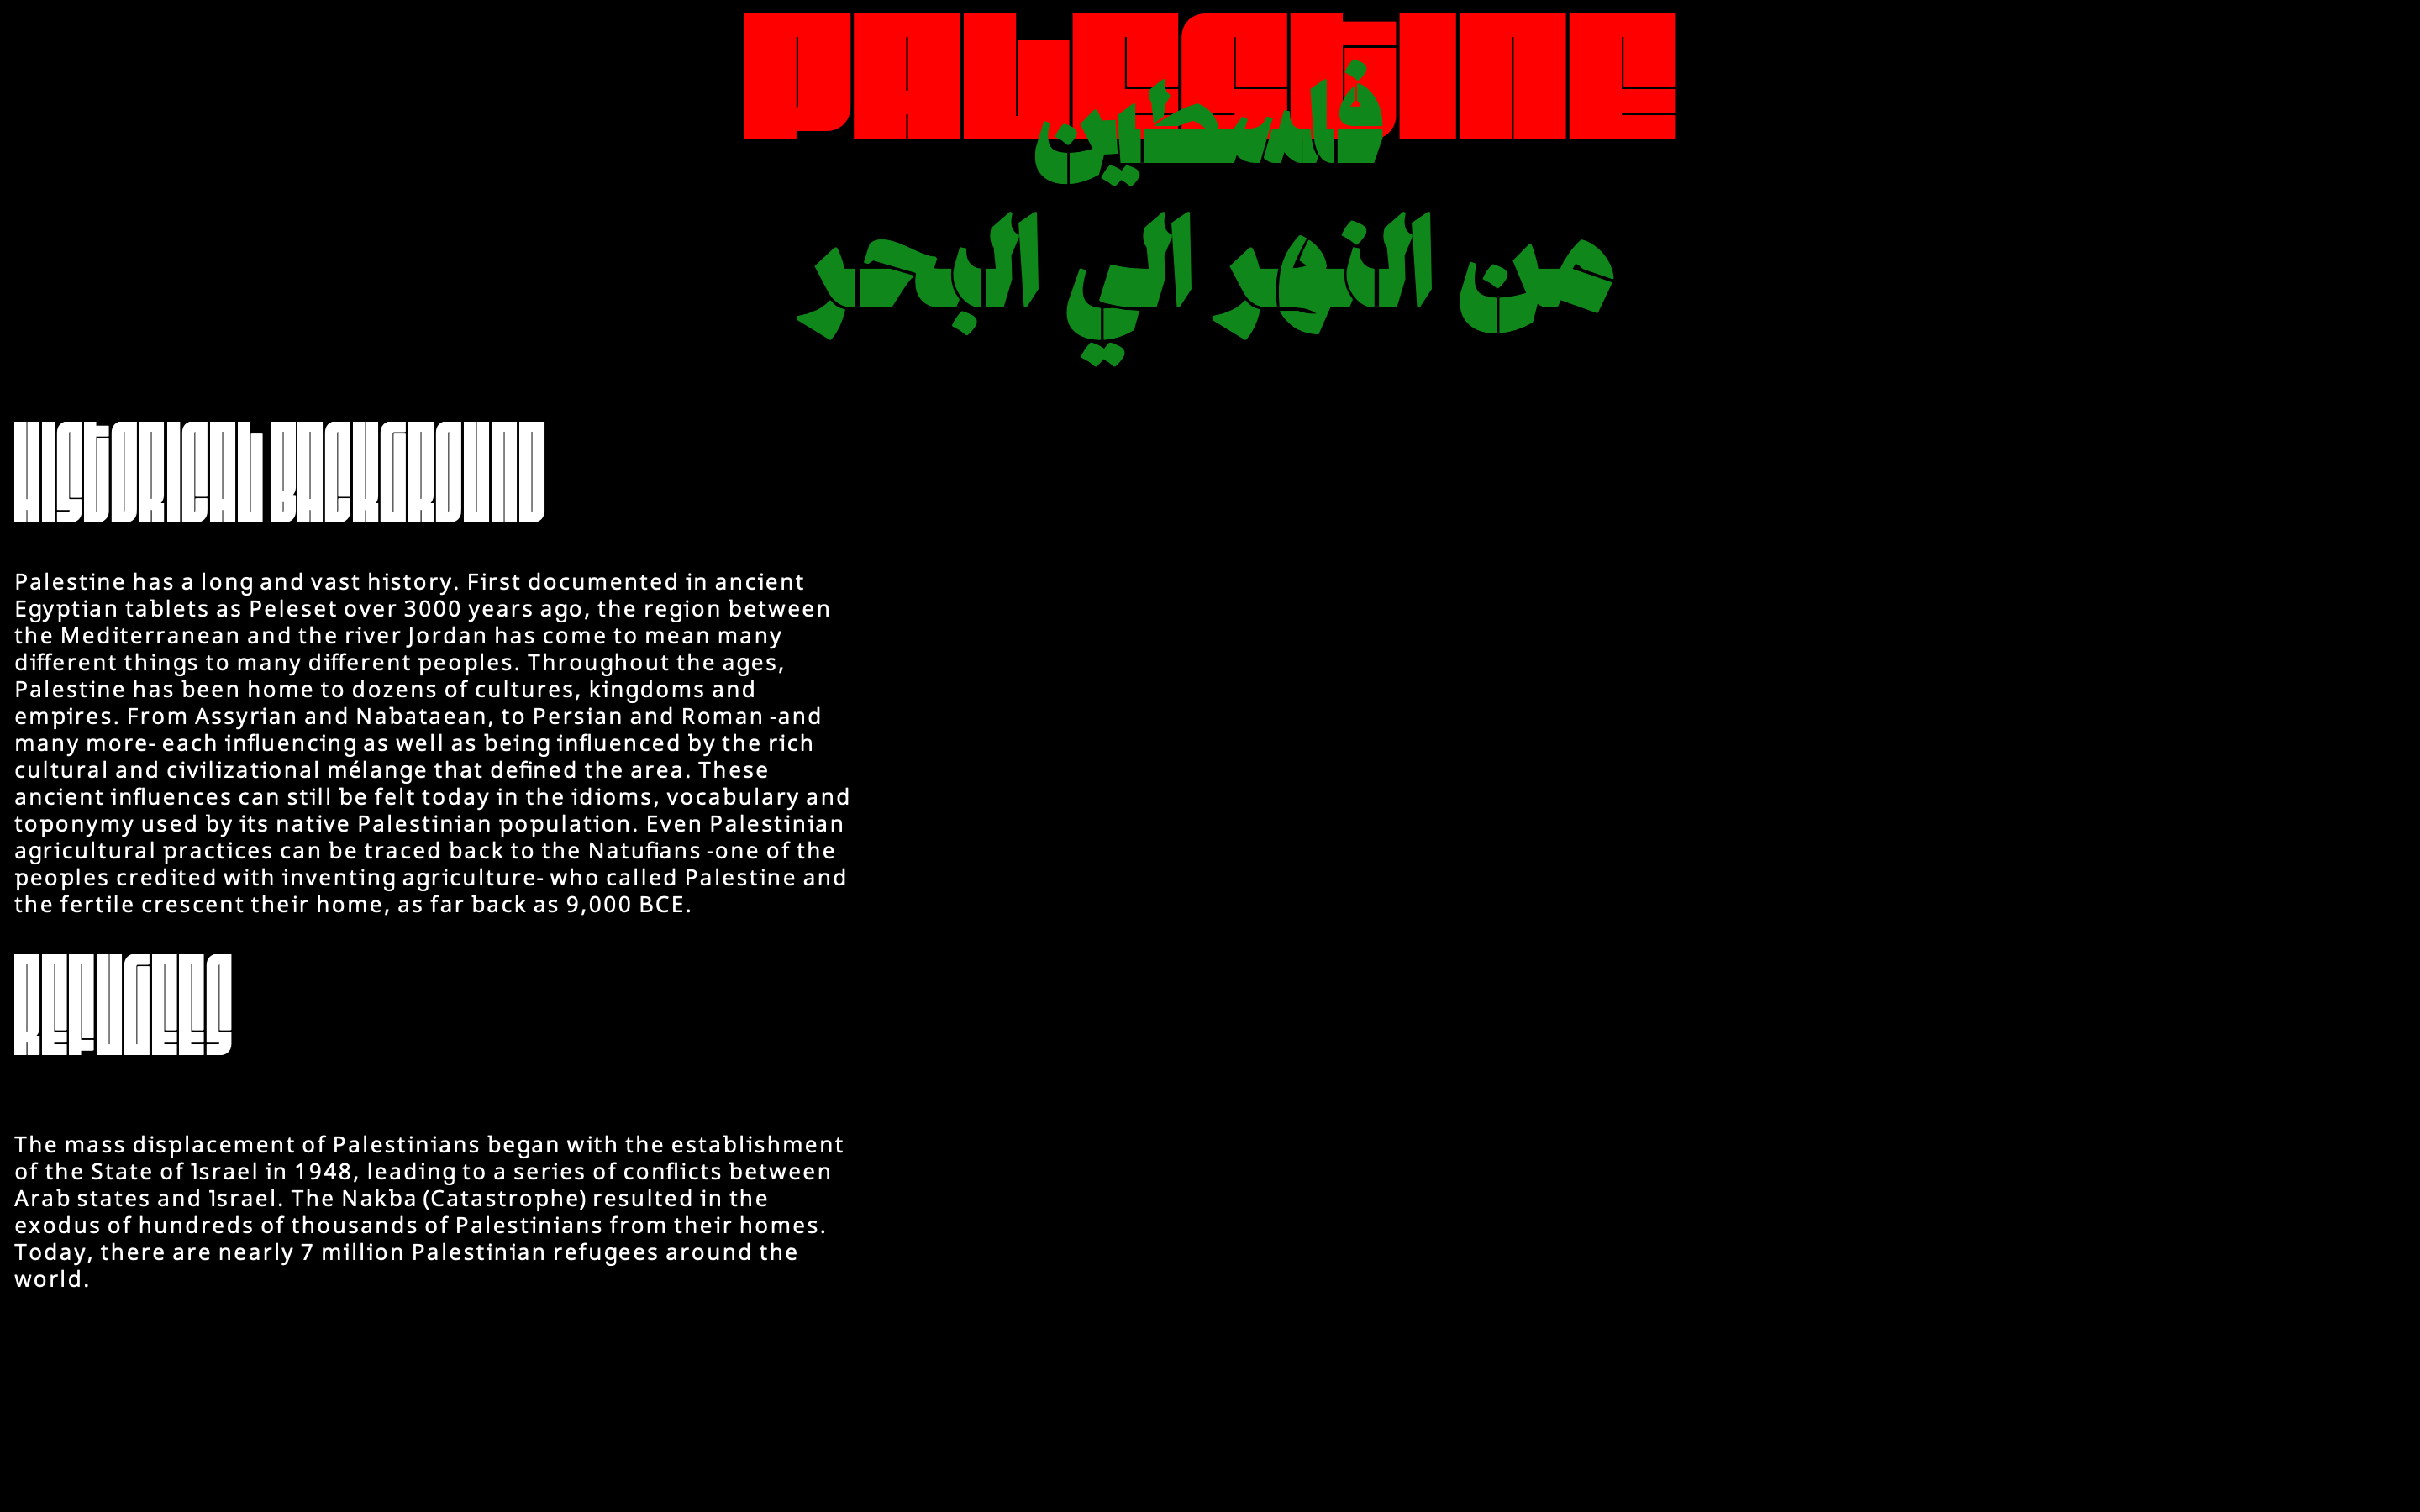 PALESTINE
فلسطين
من النهر الي البحر
HISTORICAL BACKGROUND
Palestine has a long and vast history. First documented in ancient
Egyptian tablets as Peleset over 3000 years ago, the region between
the Mediterranean and the river Jordan has come to mean many
different things to many different peoples. Throughout the ages,
Palestine has been home to dozens of cultures, kingdoms and
empires. From Assyrian and Nabataean, to Persian and Roman -and
many more- each influencing as well as being influenced by the rich
cultural and civilizational mélange that defined the area. These
ancient influences can still be felt today in the idioms, vocabulary and
toponymy used by its native Palestinian population. Even Palestinian
agricultural practices can be traced back to the Natufians -one of the
peoples credited with inventing agriculture- who called Palestine and
the fertile crescent their home, as far back as 9,000 BCE.
REFUGEES
The mass displacement of Palestinians began with the establishment
of the State of Israel in 1948, leading to a series of conflicts between
Arab states and Israel. The Nakba (Catastrophe) resulted in the
exodus of hundreds of thousands of Palestinians from their homes.
Today, there are nearly 7 million Palestinian refugees around the
world.